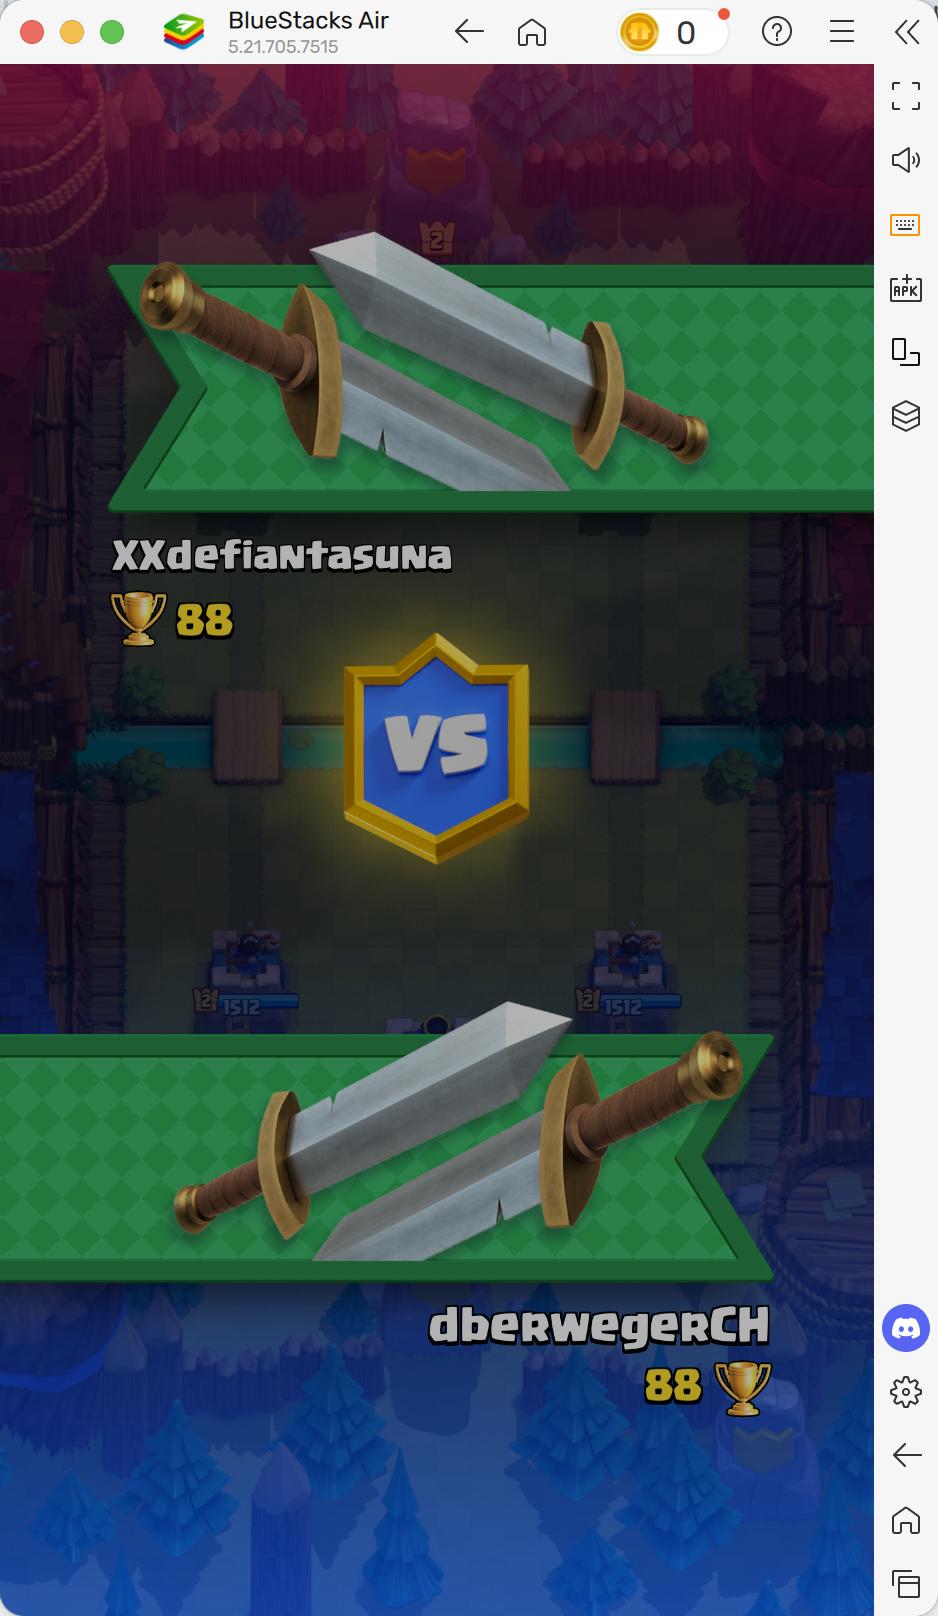 BlueStacks Air
5.21.705.7515
0
APK
2
XXdefiantasuna
88
VS
2 1512
2 1512
dberwegerCH
88